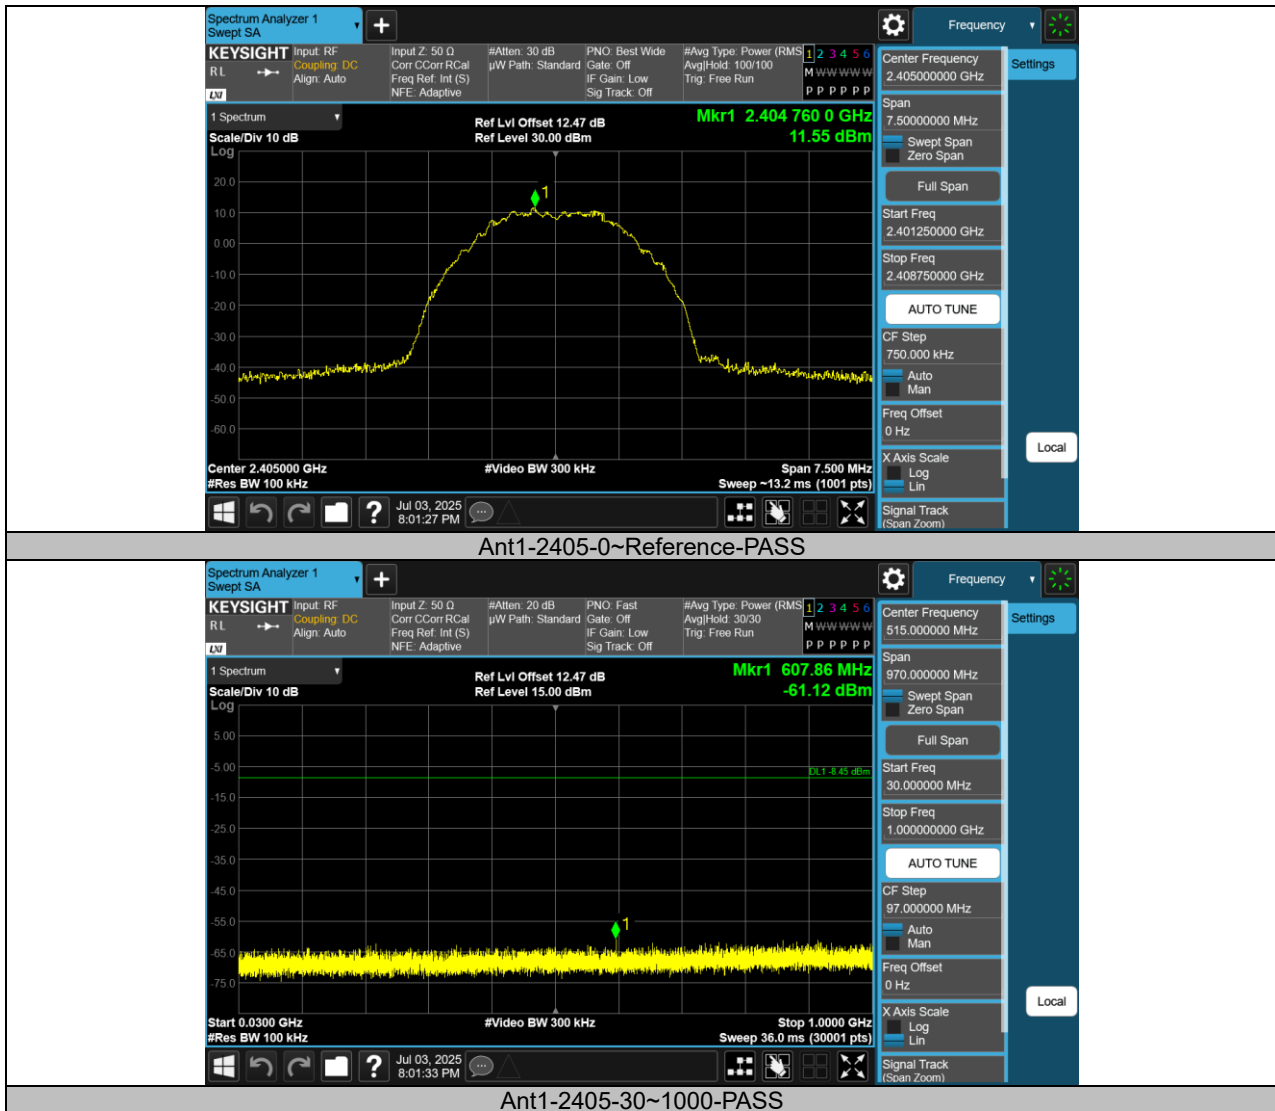 Spectrum Analyzer 1
Swept SA
Frequency
KEYSIGHT
RL
LXI
Input: RF
Coupling: DC
Align: Auto
Input Z: 50 Ω
Corr CCorr RCal
Freq Ref: Int (S)
NFE: Adaptive
#Atten: 30 dB
µW Path: Standard
PNO: Best Wide
Gate: Off
IF Gain: Low
Sig Track: Off
#Avg Type: Power (RMS
Avg|Hold: 100/100
Trig: Free Run
1 2 3 4 5 6
M W W W W W
P P P P P P
1 Spectrum
Scale/Div 10 dB
Log
Ref Lvl Offset 12.47 dB
Ref Level 30.00 dBm
Mkr1 2.404 760 0 GHz
11.55 dBm
1
20.0
10.0
0.00
-10.0
-20.0
-30.0
-40.0
-50.0
-60.0
Center 2.405000 GHz
#Res BW 100 kHz
#Video BW 300 kHz
Span 7.500 MHz
Sweep ~13.2 ms (1001 pts)
Jul 03, 2025
8:01:27 PM
Center Frequency
2.405000000 GHz
Span
7.50000000 MHz
Swept Span
Zero Span
Full Span
Start Freq
2.401250000 GHz
Stop Freq
2.408750000 GHz
AUTO TUNE
CF Step
750.000 kHz
Auto
Man
Freq Offset
0 Hz
X Axis Scale
Log
Lin
Signal Track
(Span Zoom)
Settings
Local
Ant1-2405-0~Reference-PASS
Spectrum Analyzer 1
Swept SA
Frequency
KEYSIGHT
RL
LXI
Input: RF
Coupling: DC
Align: Auto
Input Z: 50 Ω
Corr CCorr RCal
Freq Ref: Int (S)
NFE: Adaptive
#Atten: 20 dB
µW Path: Standard
PNO: Fast
Gate: Off
IF Gain: Low
Sig Track: Off
#Avg Type: Power (RMS
Avg|Hold: 30/30
Trig: Free Run
1 2 3 4 5 6
M W W W W W
P P P P P P
1 Spectrum
Scale/Div 10 dB
Log
Ref Lvl Offset 12.47 dB
Ref Level 15.00 dBm
Mkr1 607.86 MHz
-61.12 dBm
5.00
-5.00
DL1 -8.45 dBm
-15.0
-25.0
-35.0
-45.0
-55.0
1
-65.0
-75.0
Start 0.0300 GHz
#Res BW 100 kHz
#Video BW 300 kHz
Stop 1.0000 GHz
Sweep 36.0 ms (30001 pts)
Jul 03, 2025
8:01:33 PM
Center Frequency
515.000000 MHz
Span
970.000000 MHz
Swept Span
Zero Span
Full Span
Start Freq
30.000000 MHz
Stop Freq
1.000000000 GHz
AUTO TUNE
CF Step
97.000000 MHz
Auto
Man
Freq Offset
0 Hz
X Axis Scale
Log
Lin
Signal Track
(Span Zoom)
Settings
Local
Ant1-2405-30~1000-PASS